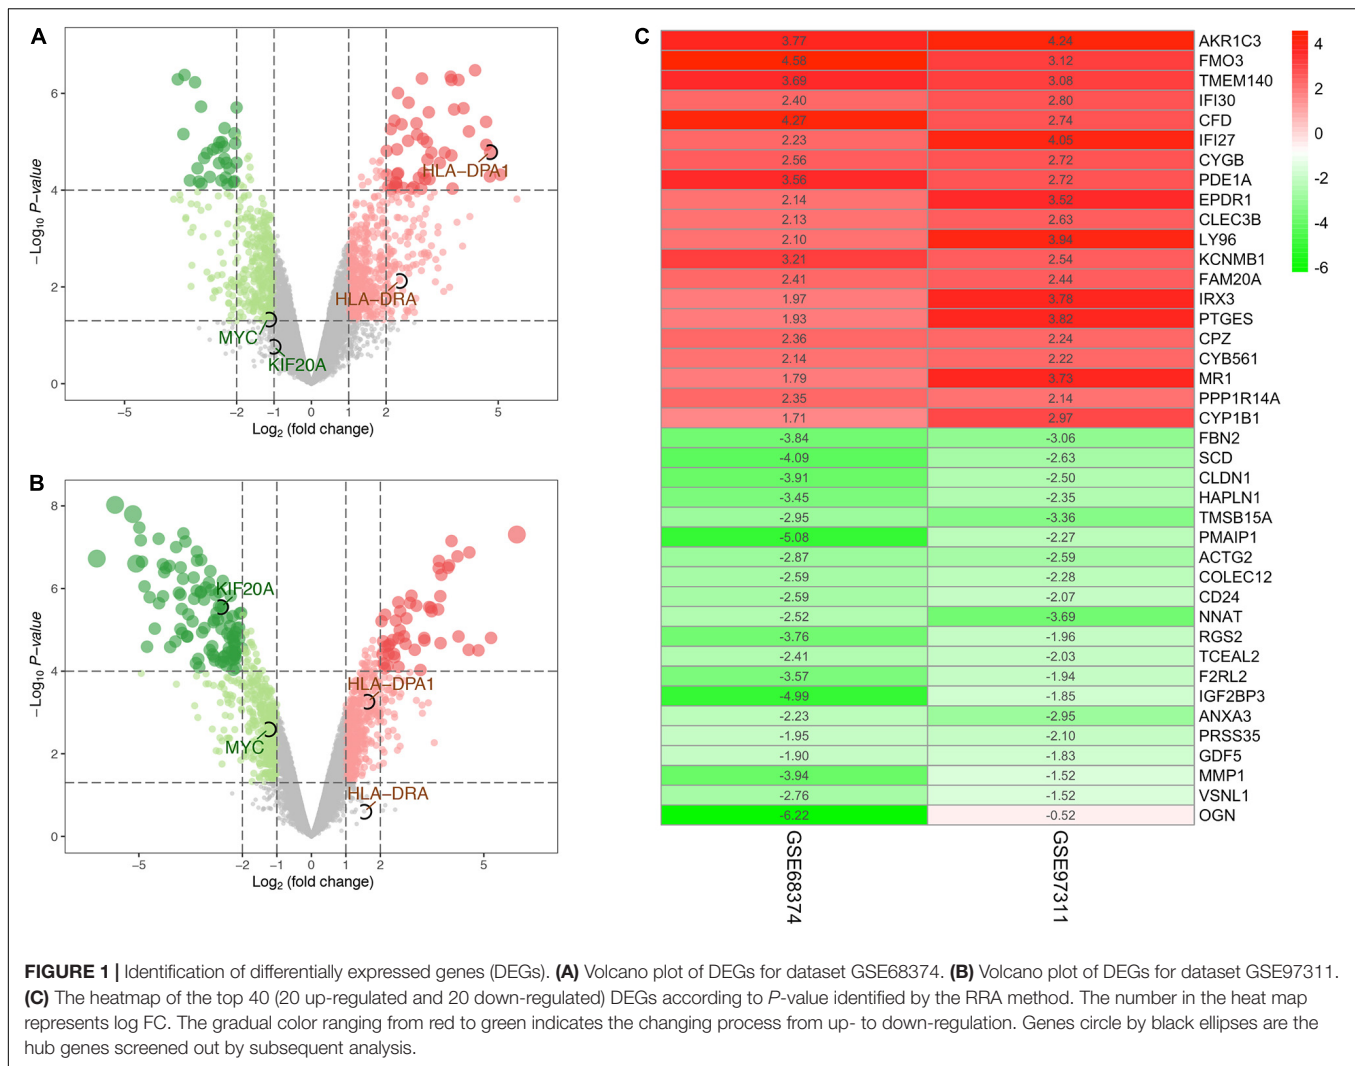 A
6
4
2
0
−Log10 P−value
HLA−DPA1
HLA−DRA
MYC
KIF20A
−5 −2 −1 0 1 2 5
Log2 (fold change)
B
8
6
4
2
0
−Log10 P−value
KIF20A
HLA−DPA1
MYC
HLA−DRA
−5 −2 −1 0 1 2 5
Log2 (fold change)
C
3.77 4.24 AKR1C3
4.58 3.12 FMO3
3.69 3.08 TMEM140
2.40 2.80 IFI30
4.27 2.74 CFD
2.23 4.05 IFI27
2.56 2.72 CYGB
3.56 2.72 PDE1A
2.14 3.52 EPDR1
2.13 2.63 CLEC3B
2.10 3.94 LY96
3.21 2.54 KCNMB1
2.41 2.44 FAM20A
1.97 3.78 IRX3
1.93 3.82 PTGES
2.36 2.24 CPZ
2.14 2.22 CYB561
1.79 3.73 MR1
2.35 2.14 PPP1R14A
1.71 2.97 CYP1B1
-3.84 -3.06 FBN2
-4.09 -2.63 SCD
-3.91 -2.50 CLDN1
-3.45 -2.35 HAPLN1
-2.95 -3.36 TMSB15A
-5.08 -2.27 PMAIP1
-2.87 -2.59 ACTG2
-2.59 -2.28 COLEC12
-2.59 -2.07 CD24
-2.52 -3.69 NNAT
-3.76 -1.96 RGS2
-2.41 -2.03 TCEAL2
-3.57 -1.94 F2RL2
-4.99 -1.85 IGF2BP3
-2.23 -2.95 ANXA3
-1.95 -2.10 PRSS35
-1.90 -1.83 GDF5
-3.94 -1.52 MMP1
-2.76 -1.52 VSNL1
-6.22 -0.52 OGN
GSE68374 GSE97311
4
2
0
-2
-4
-6
FIGURE 1 | Identification of differentially expressed genes (DEGs). (A) Volcano plot of DEGs for dataset GSE68374. (B) Volcano plot of DEGs for dataset GSE97311.
(C) The heatmap of the top 40 (20 up-regulated and 20 down-regulated) DEGs according to P-value identified by the RRA method. The number in the heat map
represents log FC. The gradual color ranging from red to green indicates the changing process from up- to down-regulation. Genes circle by black ellipses are the
hub genes screened out by subsequent analysis.